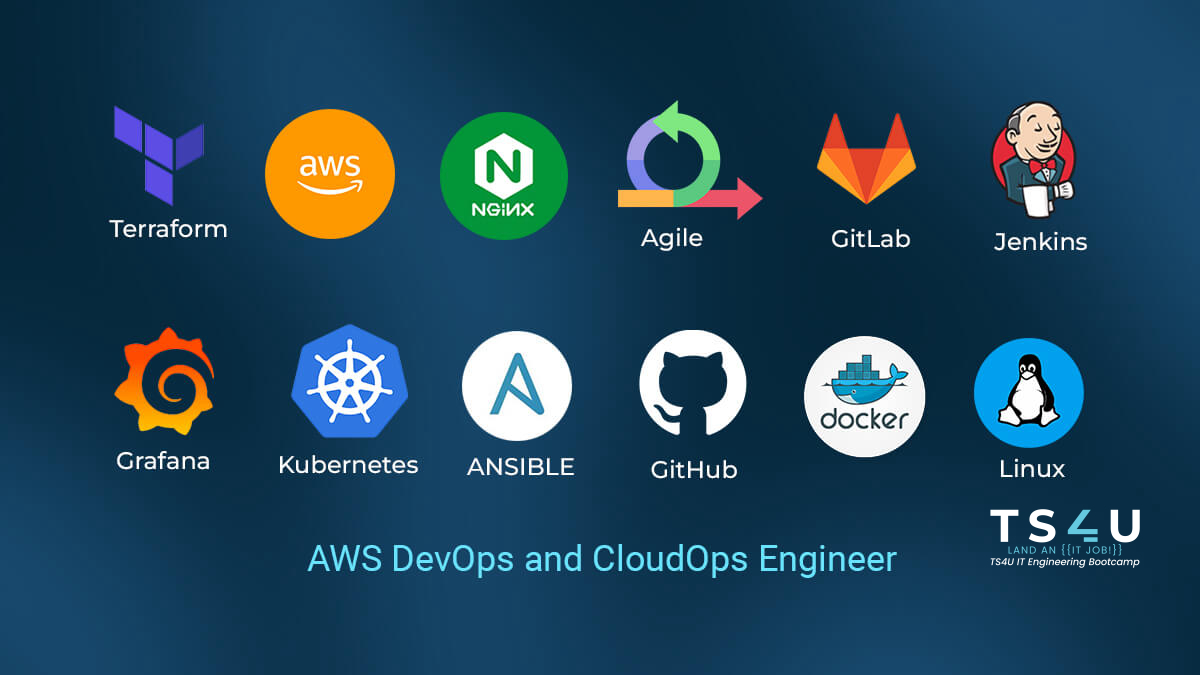 aws
NGiNX
Terraform
Agile
GitLab
Jenkins
docker
Grafana
Kubernetes
ANSIBLE
GitHub
Linux
TS4U
LAND AN {{IT JOB!}}
TS4U IT Engineering Bootcamp
AWS DevOps and CloudOps Engineer